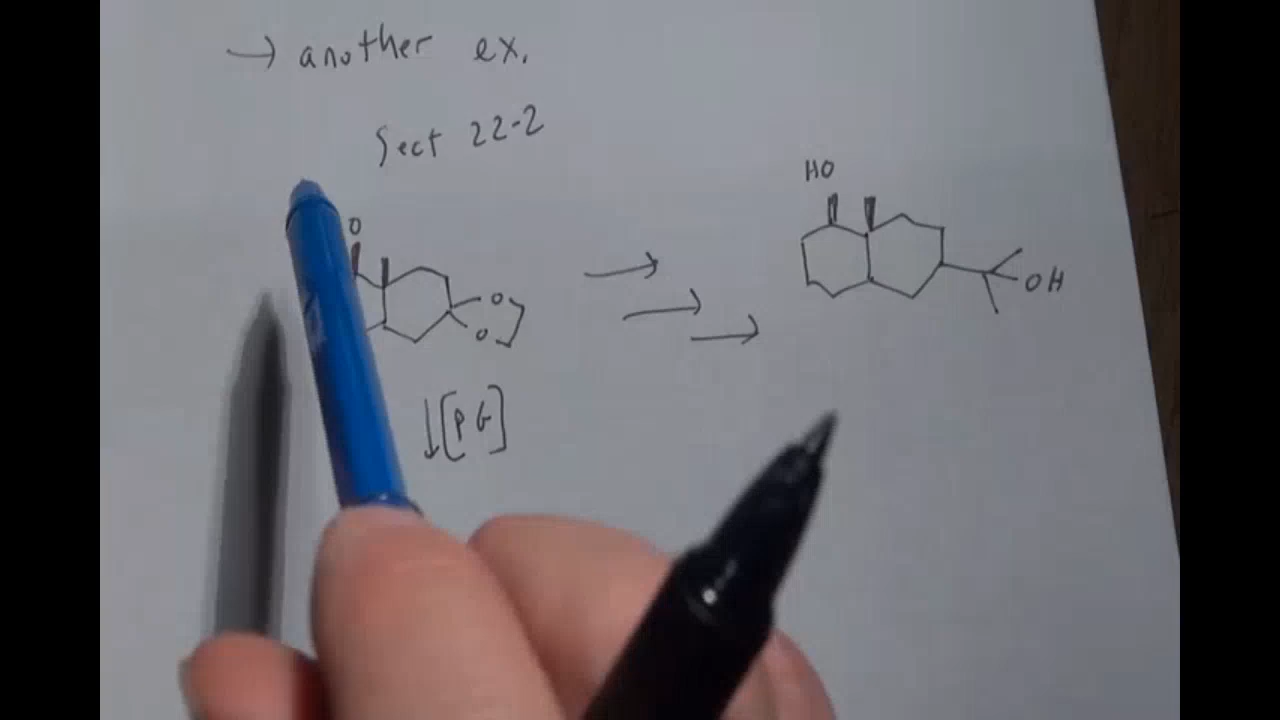 → another ex.
Sect 22-2
HO
O
O
O
OH
↓[PG]